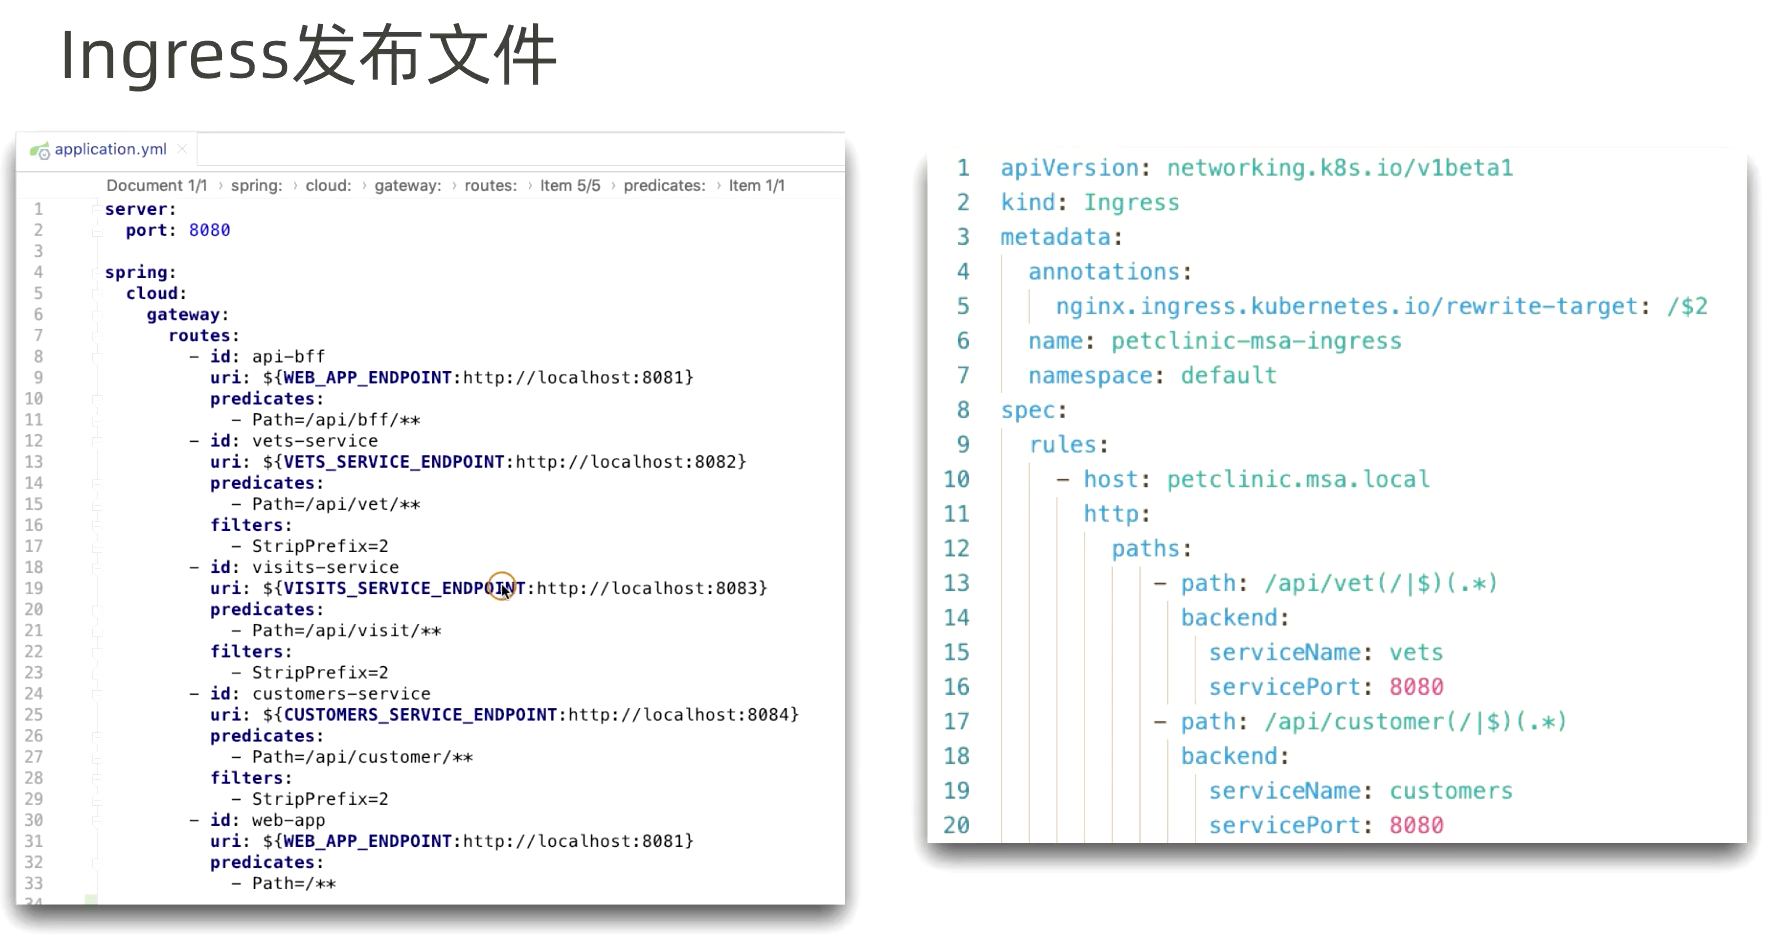 Ingress发布文件
application.yml
Document 1/1 › spring: › cloud: › gateway: › routes: › Item 5/5 › predicates: › Item 1/1
1 server:
2 port: 8080
3
4 spring:
5 cloud:
6 gateway:
7 routes:
8 - id: api-bff
9 uri: ${WEB_APP_ENDPOINT:http://localhost:8081}
10 predicates:
11 - Path=/api/bff/**
12 - id: vets-service
13 uri: ${VETS_SERVICE_ENDPOINT:http://localhost:8082}
14 predicates:
15 - Path=/api/vet/**
16 filters:
17 - StripPrefix=2
18 - id: visits-service
19 uri: ${VISITS_SERVICE_ENDPOINT:http://localhost:8083}
20 predicates:
21 - Path=/api/visit/**
22 filters:
23 - StripPrefix=2
24 - id: customers-service
25 uri: ${CUSTOMERS_SERVICE_ENDPOINT:http://localhost:8084}
26 predicates:
27 - Path=/api/customer/**
28 filters:
29 - StripPrefix=2
30 - id: web-app
31 uri: ${WEB_APP_ENDPOINT:http://localhost:8081}
32 predicates:
33 - Path=/**
34
1 apiVersion: networking.k8s.io/v1beta1
2 kind: Ingress
3 metadata:
4 annotations:
5 nginx.ingress.kubernetes.io/rewrite-target: /$2
6 name: petclinic-msa-ingress
7 namespace: default
8 spec:
9 rules:
10 - host: petclinic.msa.local
11 http:
12 paths:
13 - path: /api/vet(/|$)(.*)
14 backend:
15 serviceName: vets
16 servicePort: 8080
17 - path: /api/customer(/|$)(.*)
18 backend:
19 serviceName: customers
20 servicePort: 8080